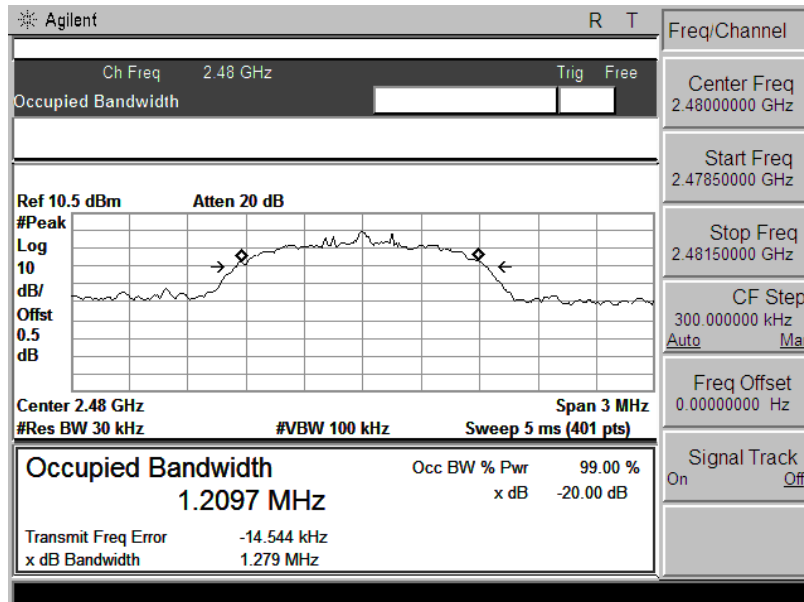 Agilent R T
Ch Freq 2.48 GHz Trig Free
Occupied Bandwidth
Ref 10.5 dBm Atten 20 dB
#Peak
Log
10
dB/
Offst
0.5
dB
Center 2.48 GHz Span 3 MHz
#Res BW 30 kHz #VBW 100 kHz Sweep 5 ms (401 pts)
Occupied Bandwidth Occ BW % Pwr 99.00 %
1.2097 MHz x dB -20.00 dB
Transmit Freq Error -14.544 kHz
x dB Bandwidth 1.279 MHz
Freq/Channel
Center Freq
2.48000000 GHz
Start Freq
2.47850000 GHz
Stop Freq
2.48150000 GHz
CF Step
300.000000 kHz
Auto Ma
Freq Offset
0.00000000 Hz
Signal Track
On Off